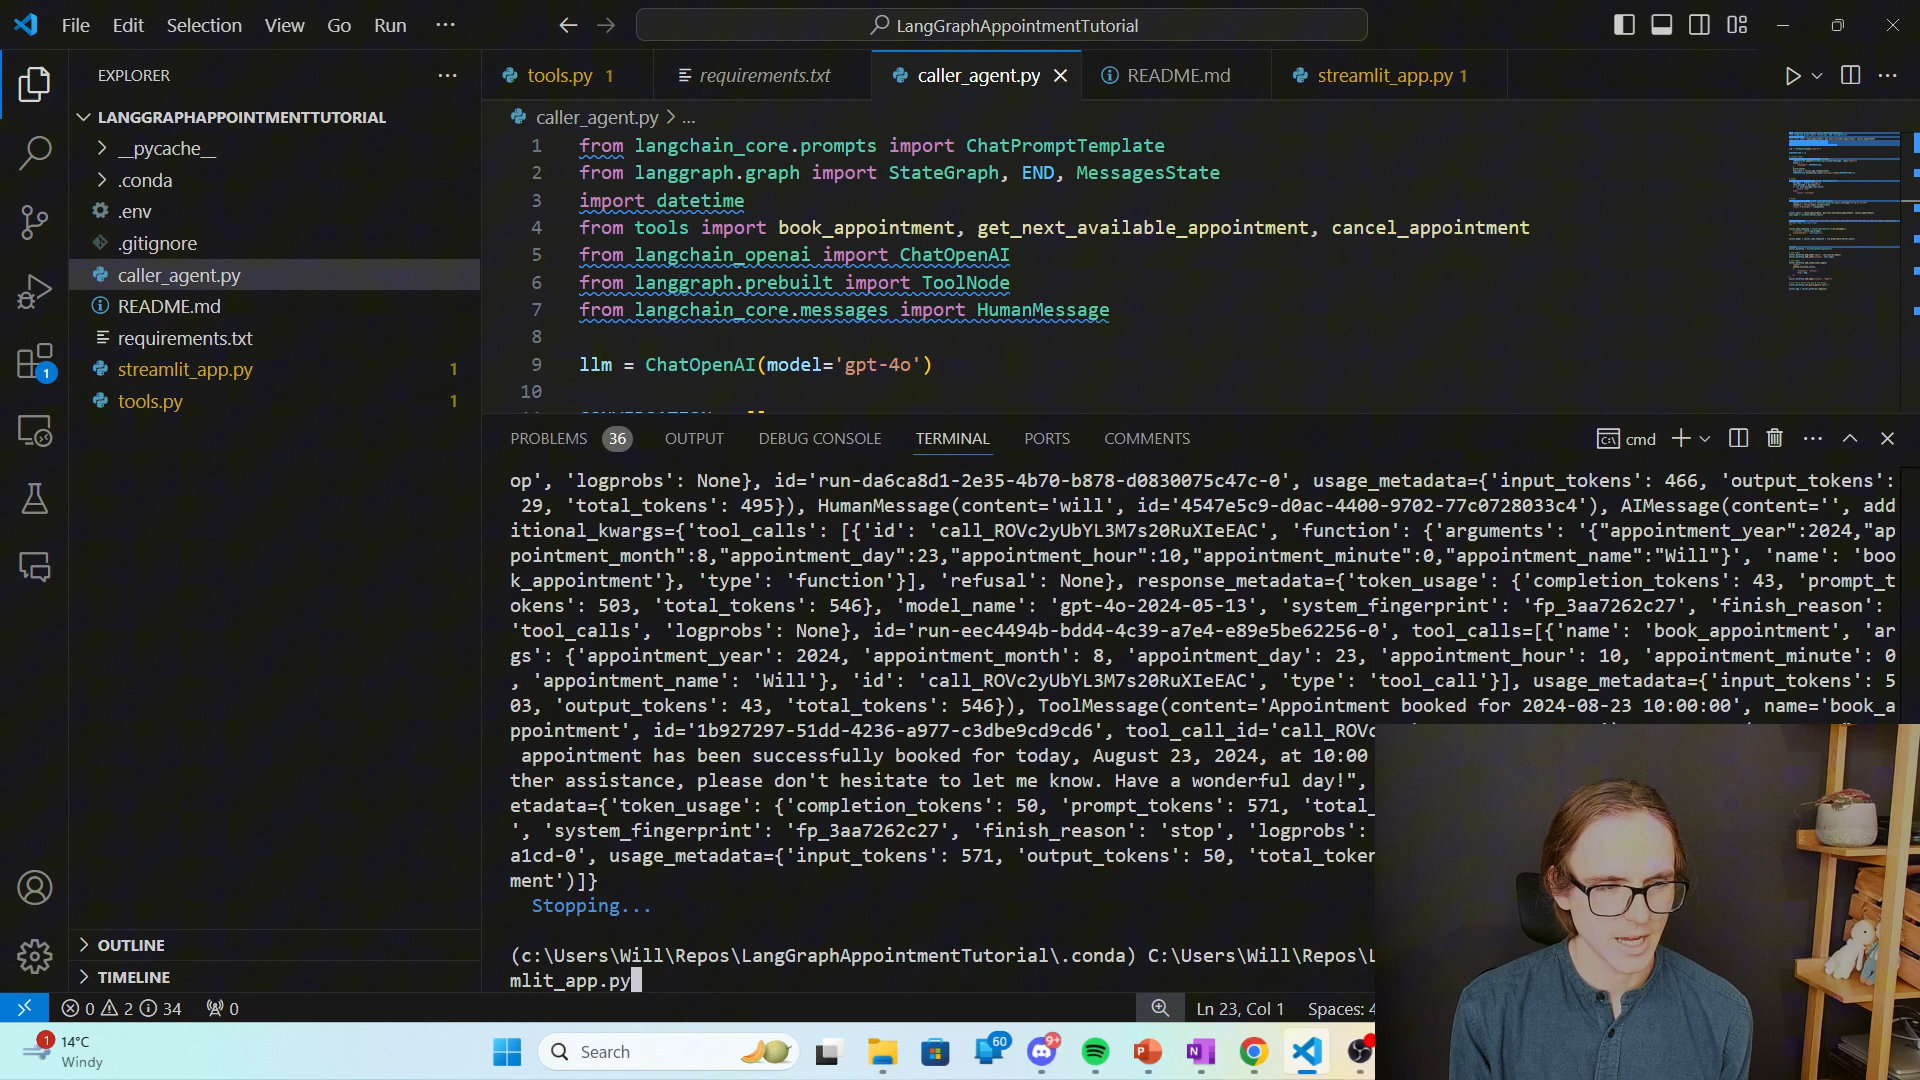 File Edit Selection View Go Run ...
LangGraphAppointmentTutorial
EXPLORER
LANGGRAPHAPPOINTMENTTUTORIAL
__pycache__
.conda
.env
.gitignore
caller_agent.py
README.md
requirements.txt
streamlit_app.py 1
tools.py 1
OUTLINE
TIMELINE
1
tools.py 1 requirements.txt caller_agent.py README.md streamlit_app.py 1
caller_agent.py > ...
1 from langchain_core.prompts import ChatPromptTemplate
2 from langgraph.graph import StateGraph, END, MessagesState
3 import datetime
4 from tools import book_appointment, get_next_available_appointment, cancel_appointment
5 from langchain_openai import ChatOpenAI
6 from langgraph.prebuilt import ToolNode
7 from langchain_core.messages import HumanMessage
8
9 llm = ChatOpenAI(model='gpt-4o')
10
PROBLEMS 36 OUTPUT DEBUG CONSOLE TERMINAL PORTS COMMENTS
cmd
op', 'logprobs': None}, id='run-da6ca8d1-2e35-4b70-b878-d0830075c47c-0', usage_metadata={'input_tokens': 466, 'output_tokens':
29, 'total_tokens': 495}), HumanMessage(content='will', id='4547e5c9-d0ac-4400-9702-77c0728033c4'), AIMessage(content='', add
itional_kwargs={'tool_calls': [{'id': 'call_ROVc2yUbYL3M7s20RuXIeEAC', 'function': {'arguments': '{"appointment_year":2024,"ap
pointment_month":8,"appointment_day":23,"appointment_hour":10,"appointment_minute":0,"appointment_name":"Will"}', 'name': 'boo
k_appointment'}, 'type': 'function'}], 'refusal': None}, response_metadata={'token_usage': {'completion_tokens': 43, 'prompt_t
okens': 503, 'total_tokens': 546}, 'model_name': 'gpt-4o-2024-05-13', 'system_fingerprint': 'fp_3aa7262c27', 'finish_reason':
'tool_calls', 'logprobs': None}, id='run-eec4494b-bdd4-4c39-a7e4-e89e5be62256-0', tool_calls=[{'name': 'book_appointment', 'ar
gs': {'appointment_year': 2024, 'appointment_month': 8, 'appointment_day': 23, 'appointment_hour': 10, 'appointment_minute': 0
, 'appointment_name': 'Will'}, 'id': 'call_ROVc2yUbYL3M7s20RuXIeEAC', 'type': 'tool_call'}], usage_metadata={'input_tokens': 5
03, 'output_tokens': 43, 'total_tokens': 546}), ToolMessage(content='Appointment booked for 2024-08-23 10:00:00', name='book_a
ppointment', id='1b927297-51dd-4236-a977-c3dbe9cd9cd6', tool_call_id='call_ROVc
appointment has been successfully booked for today, August 23, 2024, at 10:00
ther assistance, please don't hesitate to let me know. Have a wonderful day!",
etadata={'token_usage': {'completion_tokens': 50, 'prompt_tokens': 571, 'total_
', 'system_fingerprint': 'fp_3aa7262c27', 'finish_reason': 'stop', 'logprobs':
a1cd-0', usage_metadata={'input_tokens': 571, 'output_tokens': 50, 'total_token
ment')]}
Stopping...
(c:\Users\Will\Repos\LangGraphAppointmentTutorial\.conda) C:\Users\Will\Repos\L
mlit_app.py
0 2 34 0 Ln 23, Col 1 Spaces: 4
1
14°C
Windy
Search
60
9+